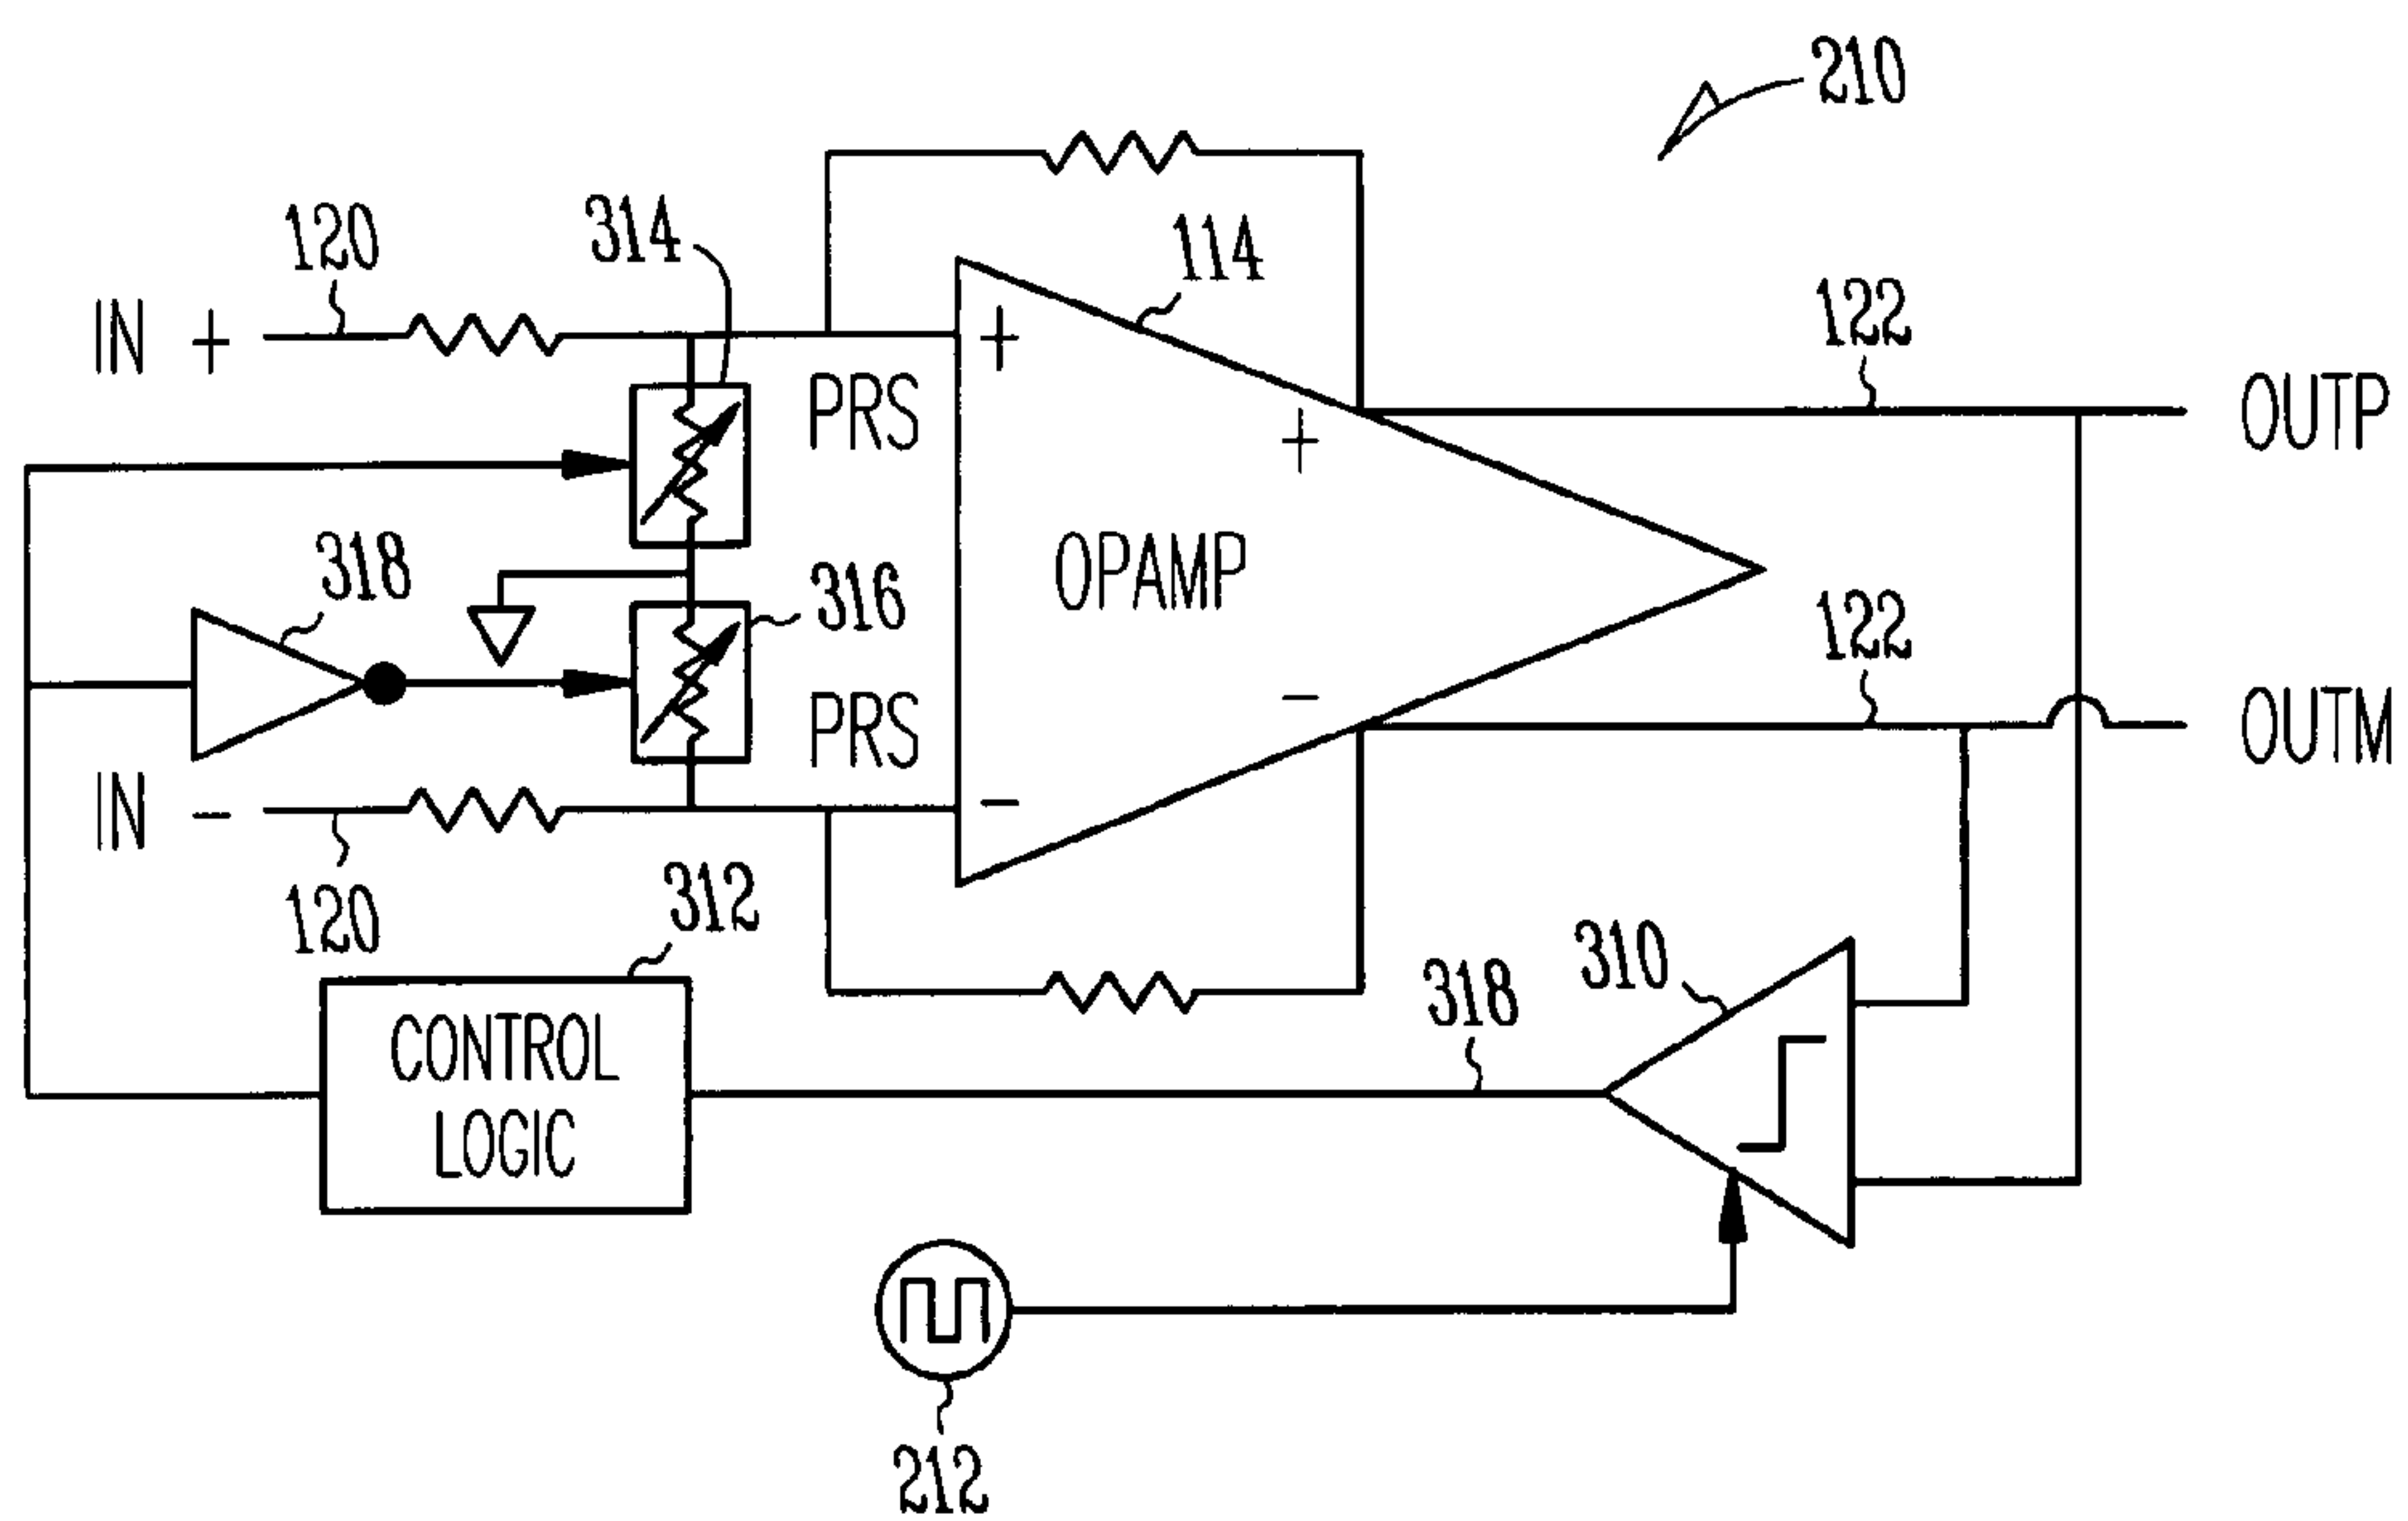 210
120
314
114
122
IN +
+
PRS
+
OUTP
318
OPAMP
316
122
PRS
−
OUTM
IN −
−
120
312
310
318
CONTROL
LOGIC
212